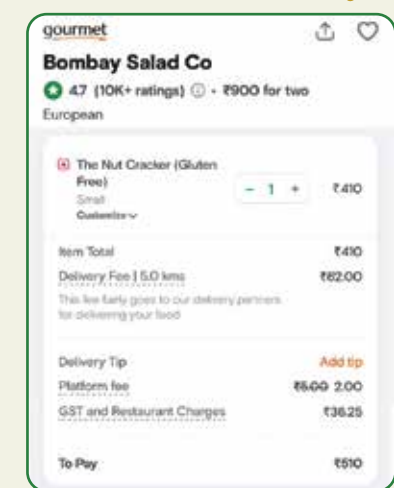 gourmet
Bombay Salad Co
4.7 (10K+ ratings) • ₹900 for two
European
The Nut Cracker (Gluten
Free)
Small
Customize
- 1 +
₹410
Item Total ₹410
Delivery Fee | 5.0 kms ₹62.00
This fee fairly goes to our delivery partners
for delivering your food
Delivery Tip Add tip
Platform fee ₹5.00 2.00
GST and Restaurant Charges ₹36.25
To Pay ₹510